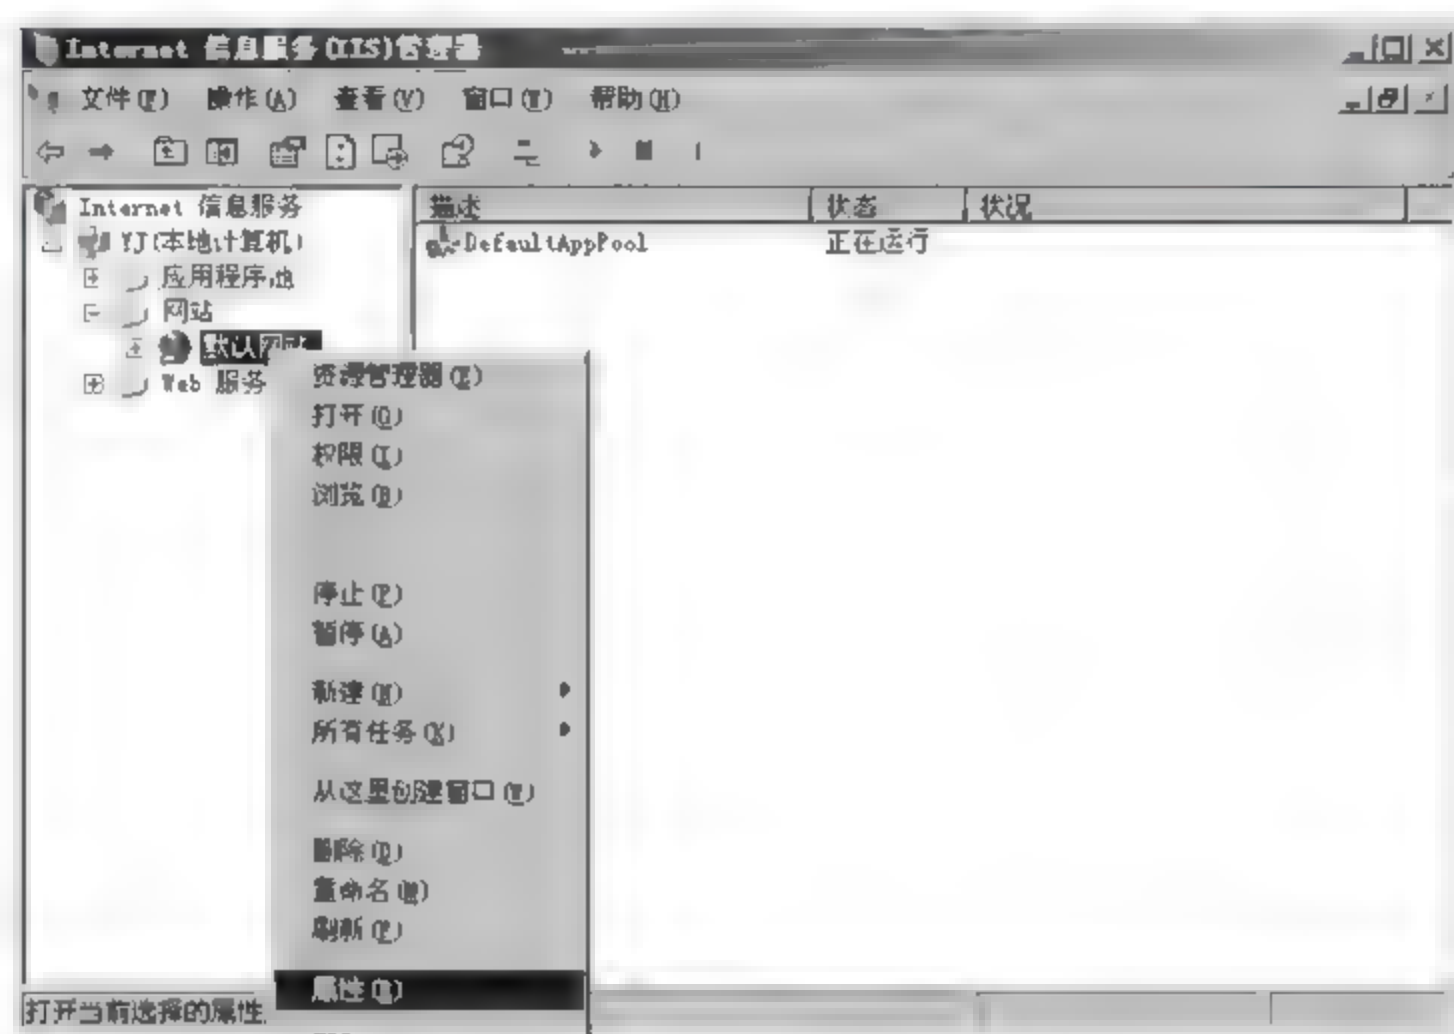 Internet 信息服务(IIS)管理器
文件(F) 操作(A) 查看(V) 窗口(W) 帮助(H)
Internet 信息服务
描述 状态 状况
YJ(本地计算机)
DefaultAppPool 正在运行
应用程序池
网站
默认网站
Web 服务
资源管理器(E)
打开(O)
权限
浏览(B)
停止(P)
暂停(A)
新建(N)
所有任务(K)
从这里创建窗口(W)
删除(D)
重命名(M)
刷新(F)
属性(R)
打开当前选择的属性